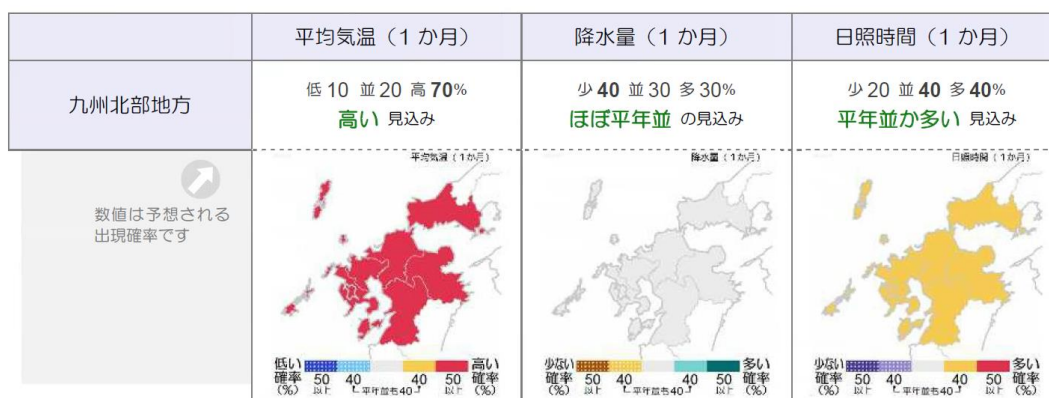 平均気温（1 か月）
降水量（1 か月）
日照時間（1 か月）
九州北部地方
低 10 並 20 高 70%
高い 見込み
少 40 並 30 多 30%
ほぼ平年並 の見込み
少 20 並 40 多 40%
平年並か多い 見込み
数値は予想される
出現確率です
平均気温（1か月）
低い
確率
(%)
50
以上
40
平年並も40
40
50
以上
高い
確率
(%)
降水量（1か月）
少ない
確率
(%)
50
以上
40
平年並も40
40
50
以上
多い
確率
(%)
日照時間（1か月）
少ない
確率
(%)
50
以上
40
平年並も40
40
50
以上
多い
確率
(%)